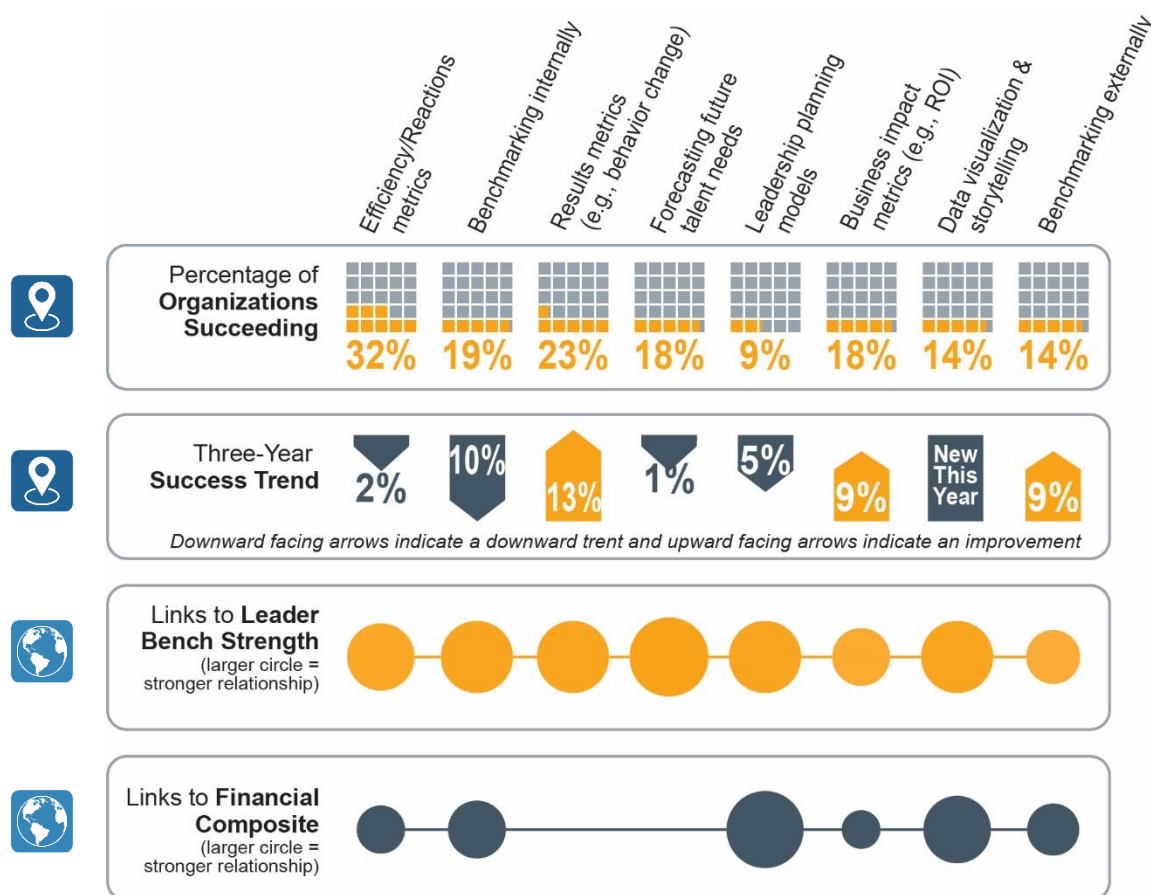 Efficiency/Reactions
metrics
Benchmarking internally
Results metrics
(e.g., behavior change)
Forecasting future
talent needs
Leadership planning
models
Business impact
metrics (e.g., ROI)
Data visualization &
storytelling
Benchmarking externally
Percentage of
Organizations
Succeeding
32% 19% 23% 18% 9% 18% 14% 14%
Three-Year
Success Trend
2% 10% 13% 1% 5% 9% New This Year 9%
Downward facing arrows indicate a downward trent and upward facing arrows indicate an improvement
Links to Leader
Bench Strength
(larger circle =
stronger relationship)
Links to Financial
Composite
(larger circle =
stronger relationship)